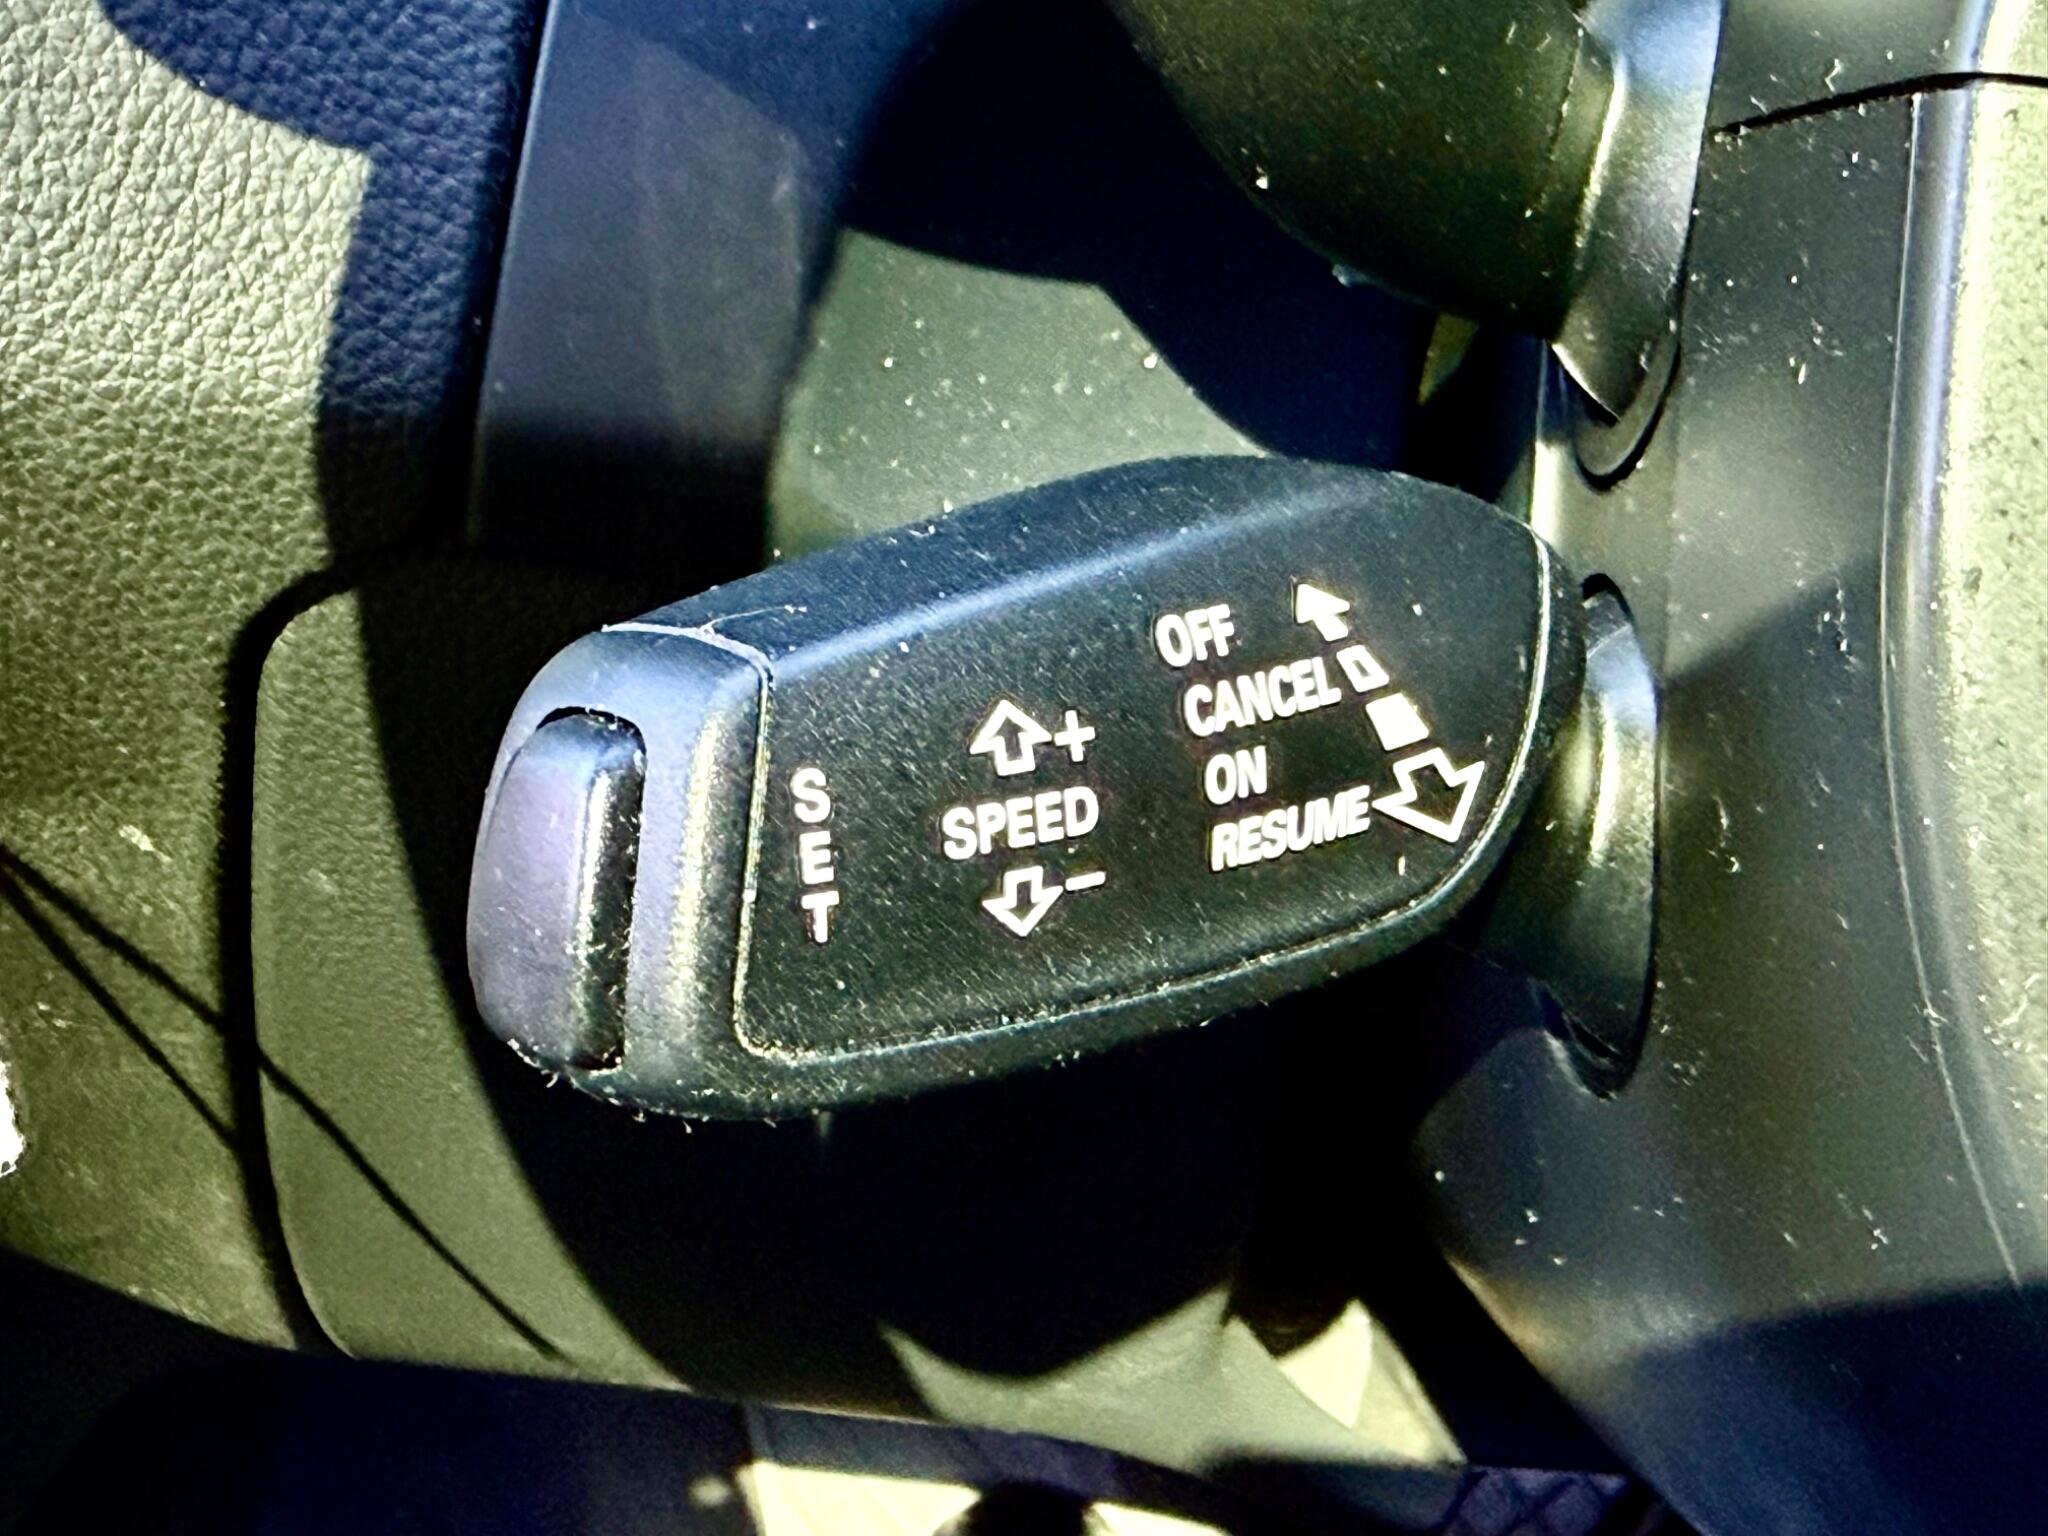 SET
+
SPEED
-
OFF
CANCEL
ON
RESUME